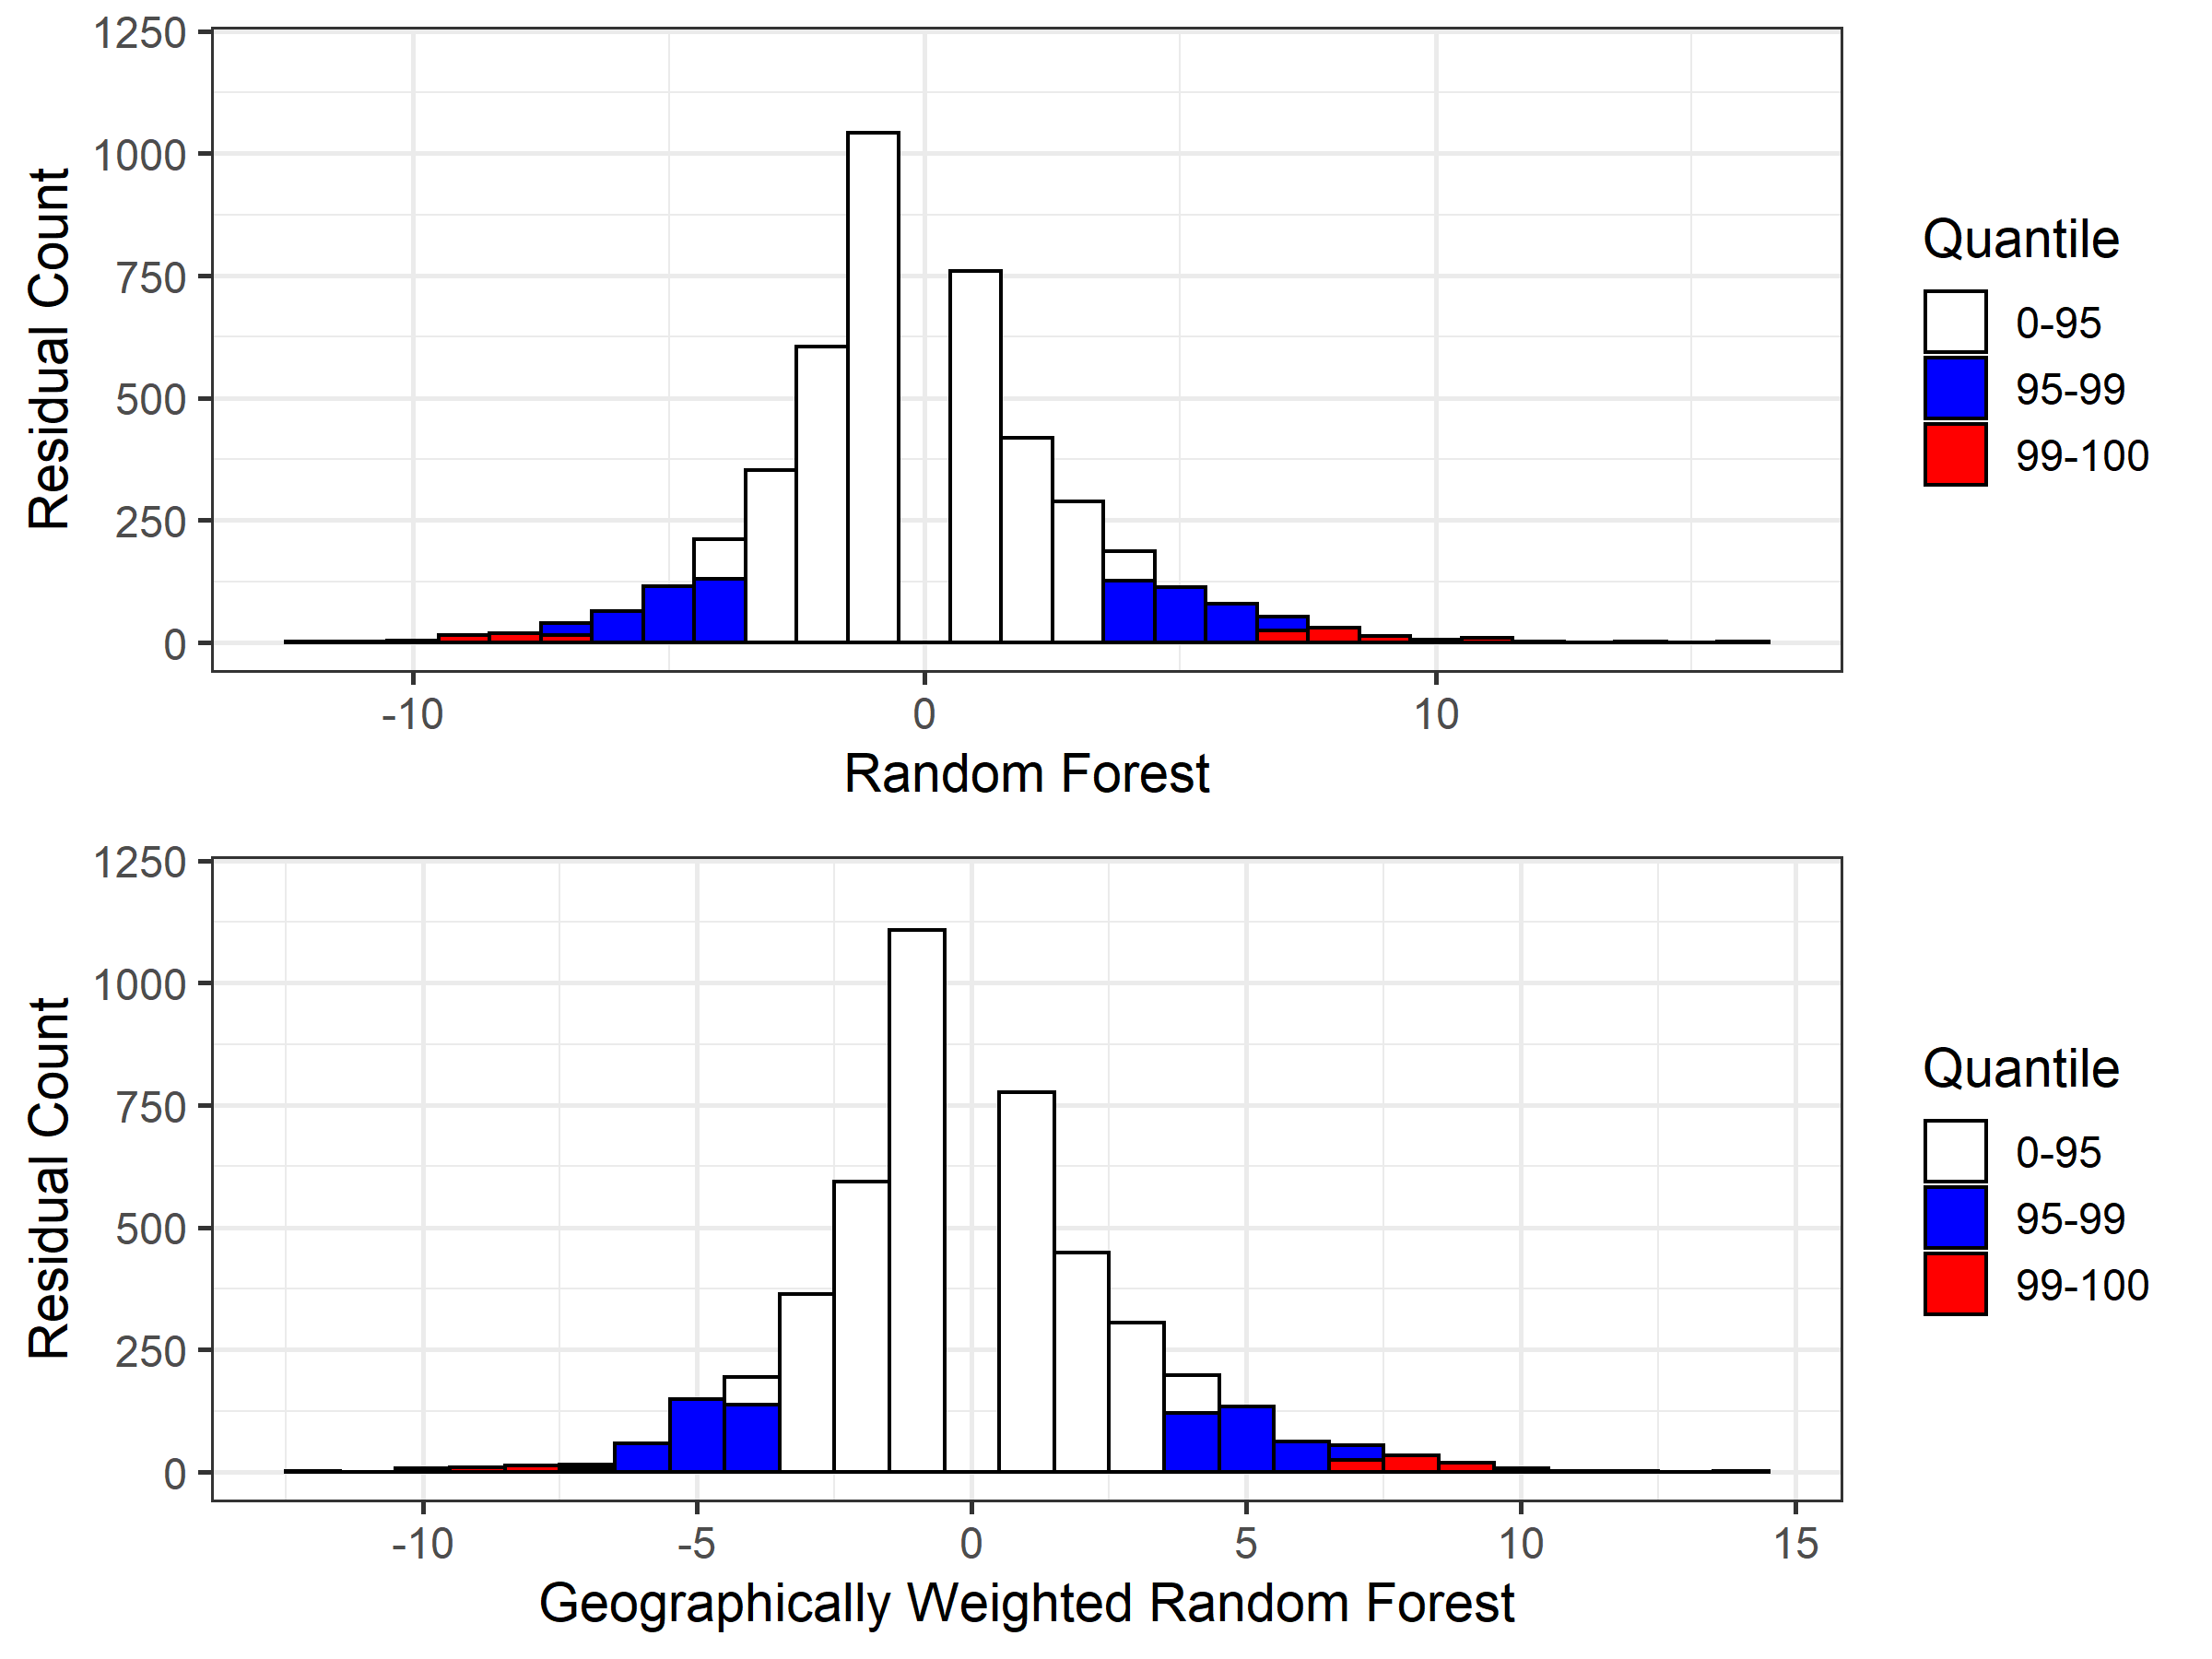 1250
1000
750
500
250
0
Residual Count
-10 0 10
Random Forest
Quantile
0-95
95-99
99-100
1250
1000
750
500
250
0
Residual Count
-10 -5 0 5 10 15
Geographically Weighted Random Forest
Quantile
0-95
95-99
99-100